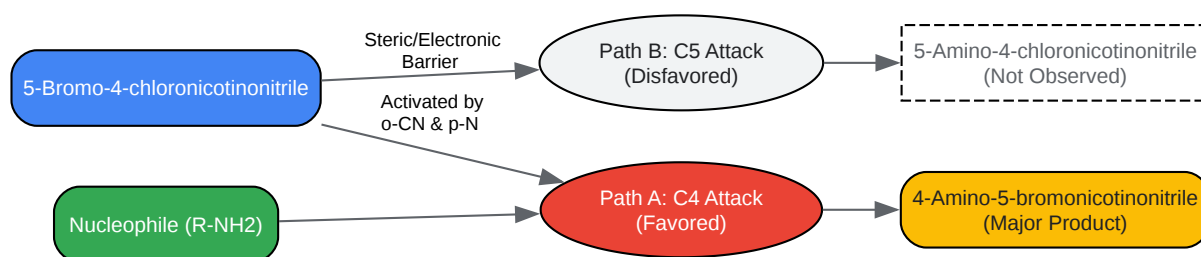 5-Bromo-4-chloronicotinonitrile
Steric/Electronic
Barrier
Path B: C5 Attack
(Disfavored)
5-Amino-4-chloronicotinonitrile
(Not Observed)
Activated by
o-CN & p-N
Nucleophile (R-NH2)
Path A: C4 Attack
(Favored)
4-Amino-5-bromonicotinonitrile
(Major Product)